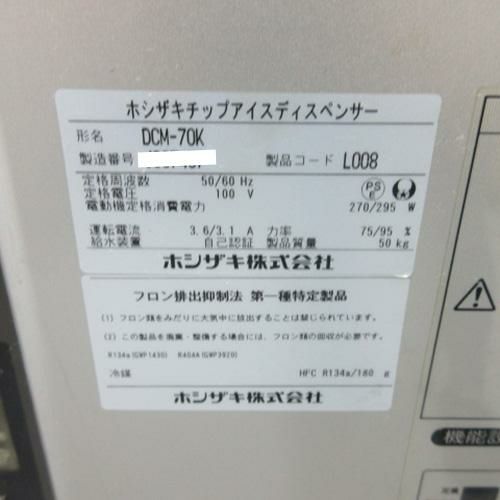 ホシザキチップアイスディスペンサー
形名 DCM-70K
製造番号
製品コード L008
定格周波数 50/60 Hz
定格電圧 100 V
電動機定格消費電力 270/295 W
運転電流 3.6/3.1 A 力率 75/95 %
給水装置 自己認証 製品質量 50 kg
ホシザキ株式会社
フロン排出抑制法 第一種特定製品
(1) フロン類をみだりに大気中に放出することは禁じられています。
(2) この製品を廃棄・整備する場合には、フロン類の回収が必要です。
R134a(GWP1430) R404A(GWP3920)
冷媒 HFC R134a/180 g
ホシザキ株式会社
機能設